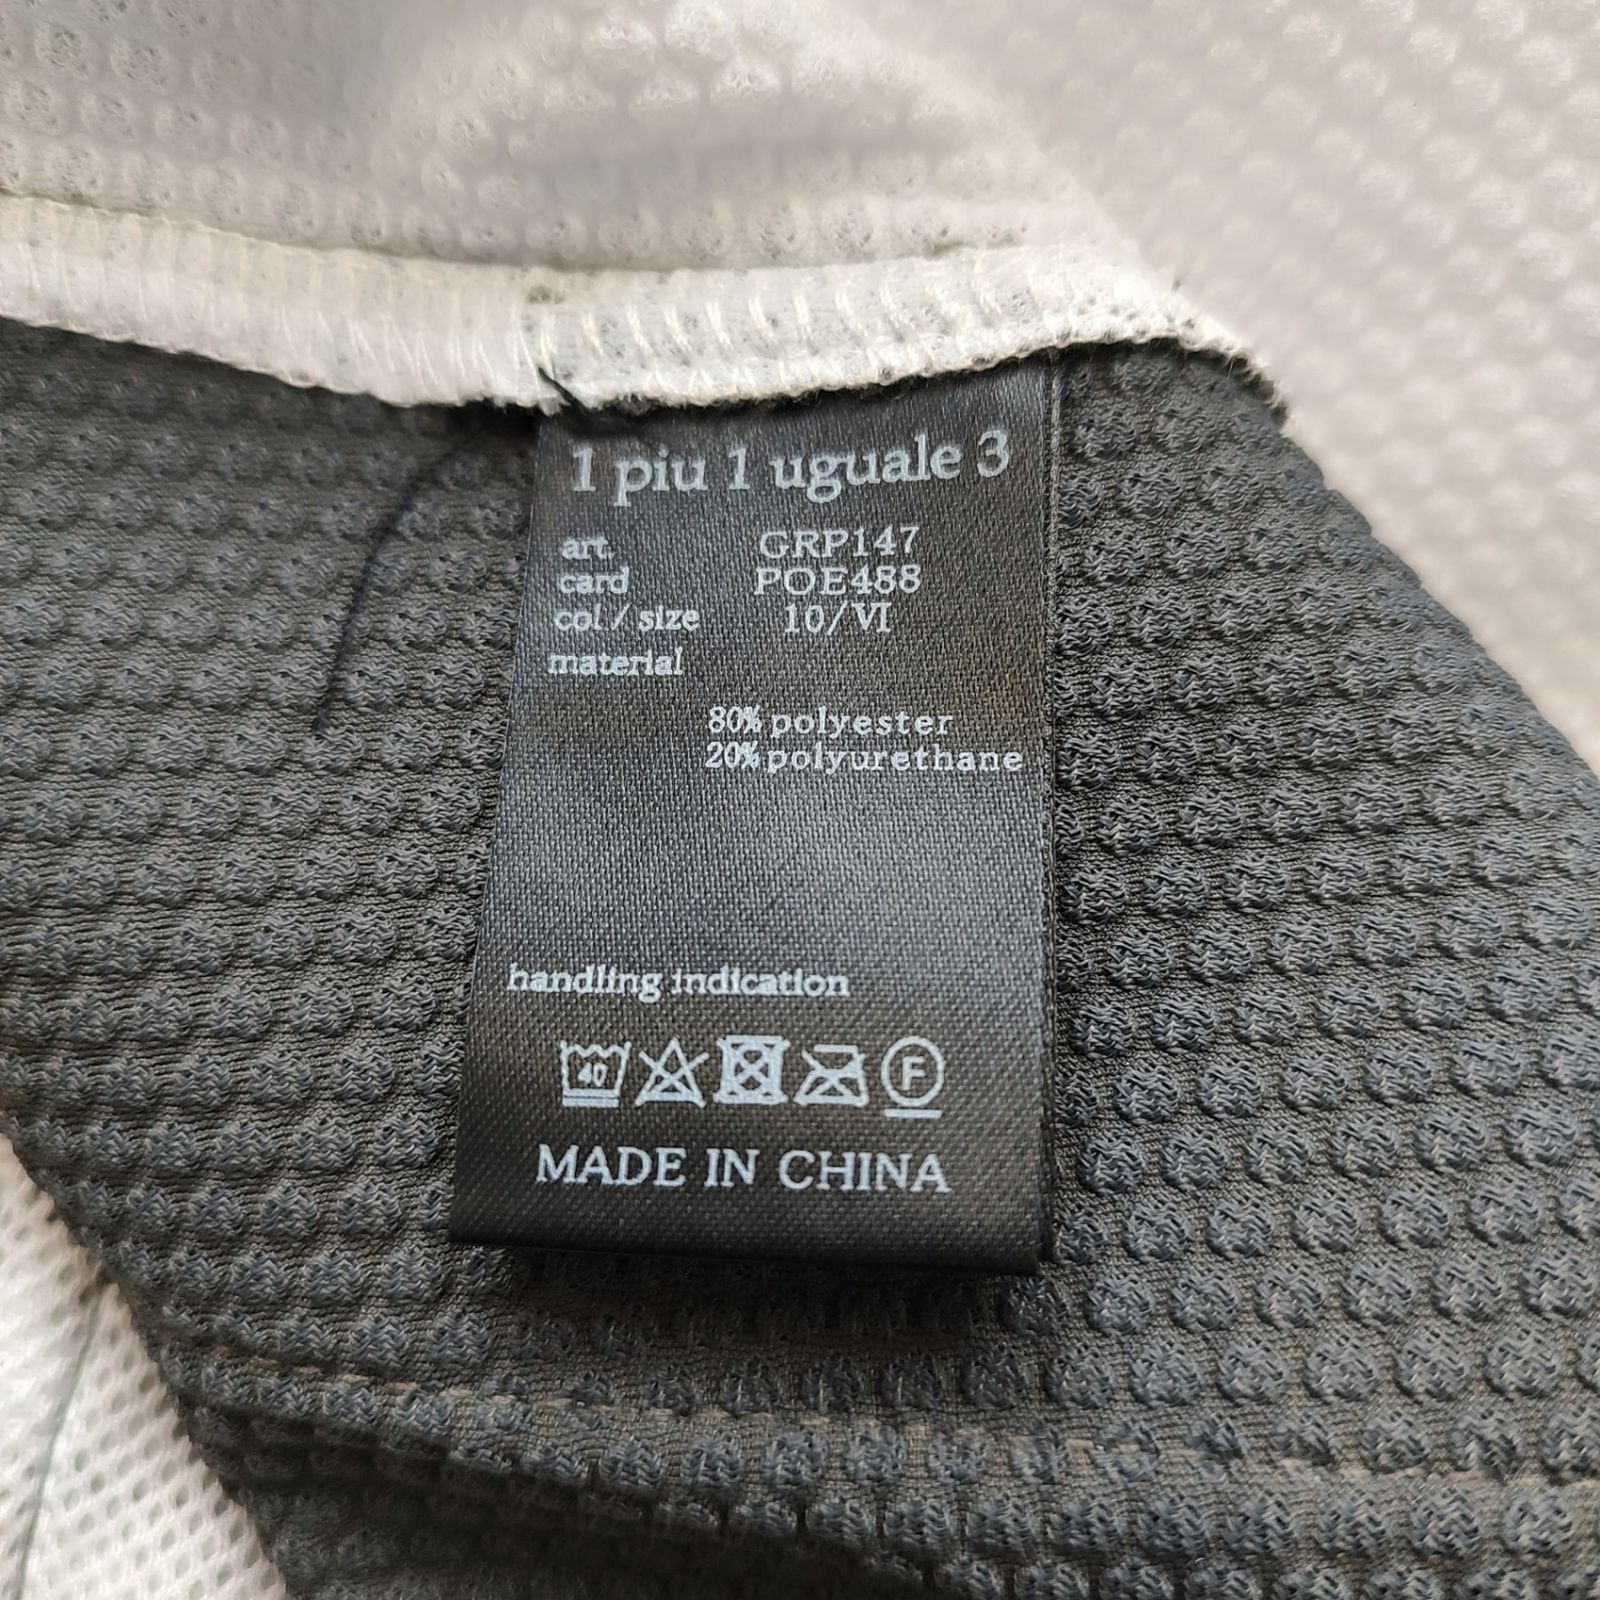 1 piu 1 uguale 3
art. GRP147
card POE488
col./size 10/VI
material
80% polyester
20% polyurethane
handling indication
40 F
MADE IN CHINA